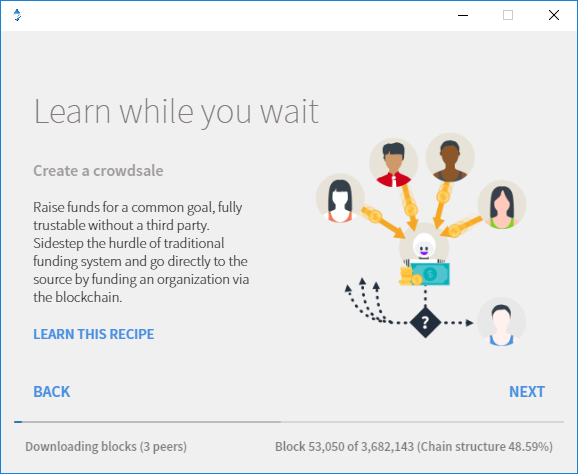 Learn while you wait
Create a crowdsale
Raise funds for a common goal, fully
trustable without a third party.
Sidestep the hurdle of traditional
funding system and go directly to the
source by funding an organization via
the blockchain.
LEARN THIS RECIPE
?
BACK
NEXT
Downloading blocks (3 peers)
Block 53,050 of 3,682,143 (Chain structure 48.59%)